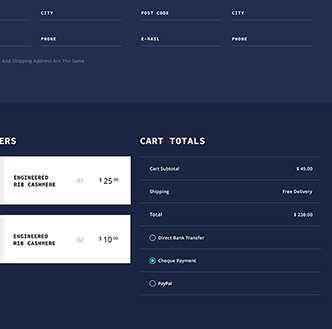 CITY POST CODE CITY
PHONE E-MAIL PHONE
And Shipping Address Are The Same
ERS CART TOTALS
ENGINEERED
RIB CASHMERE 01 $ 25.00
ENGINEERED
RIB CASHMERE 02 $ 10.00
Cart Subtotal $ 45.00
Shipping Free Delivery
Total $ 238.00
Direct Bank Transfer
Cheque Payment
PayPal